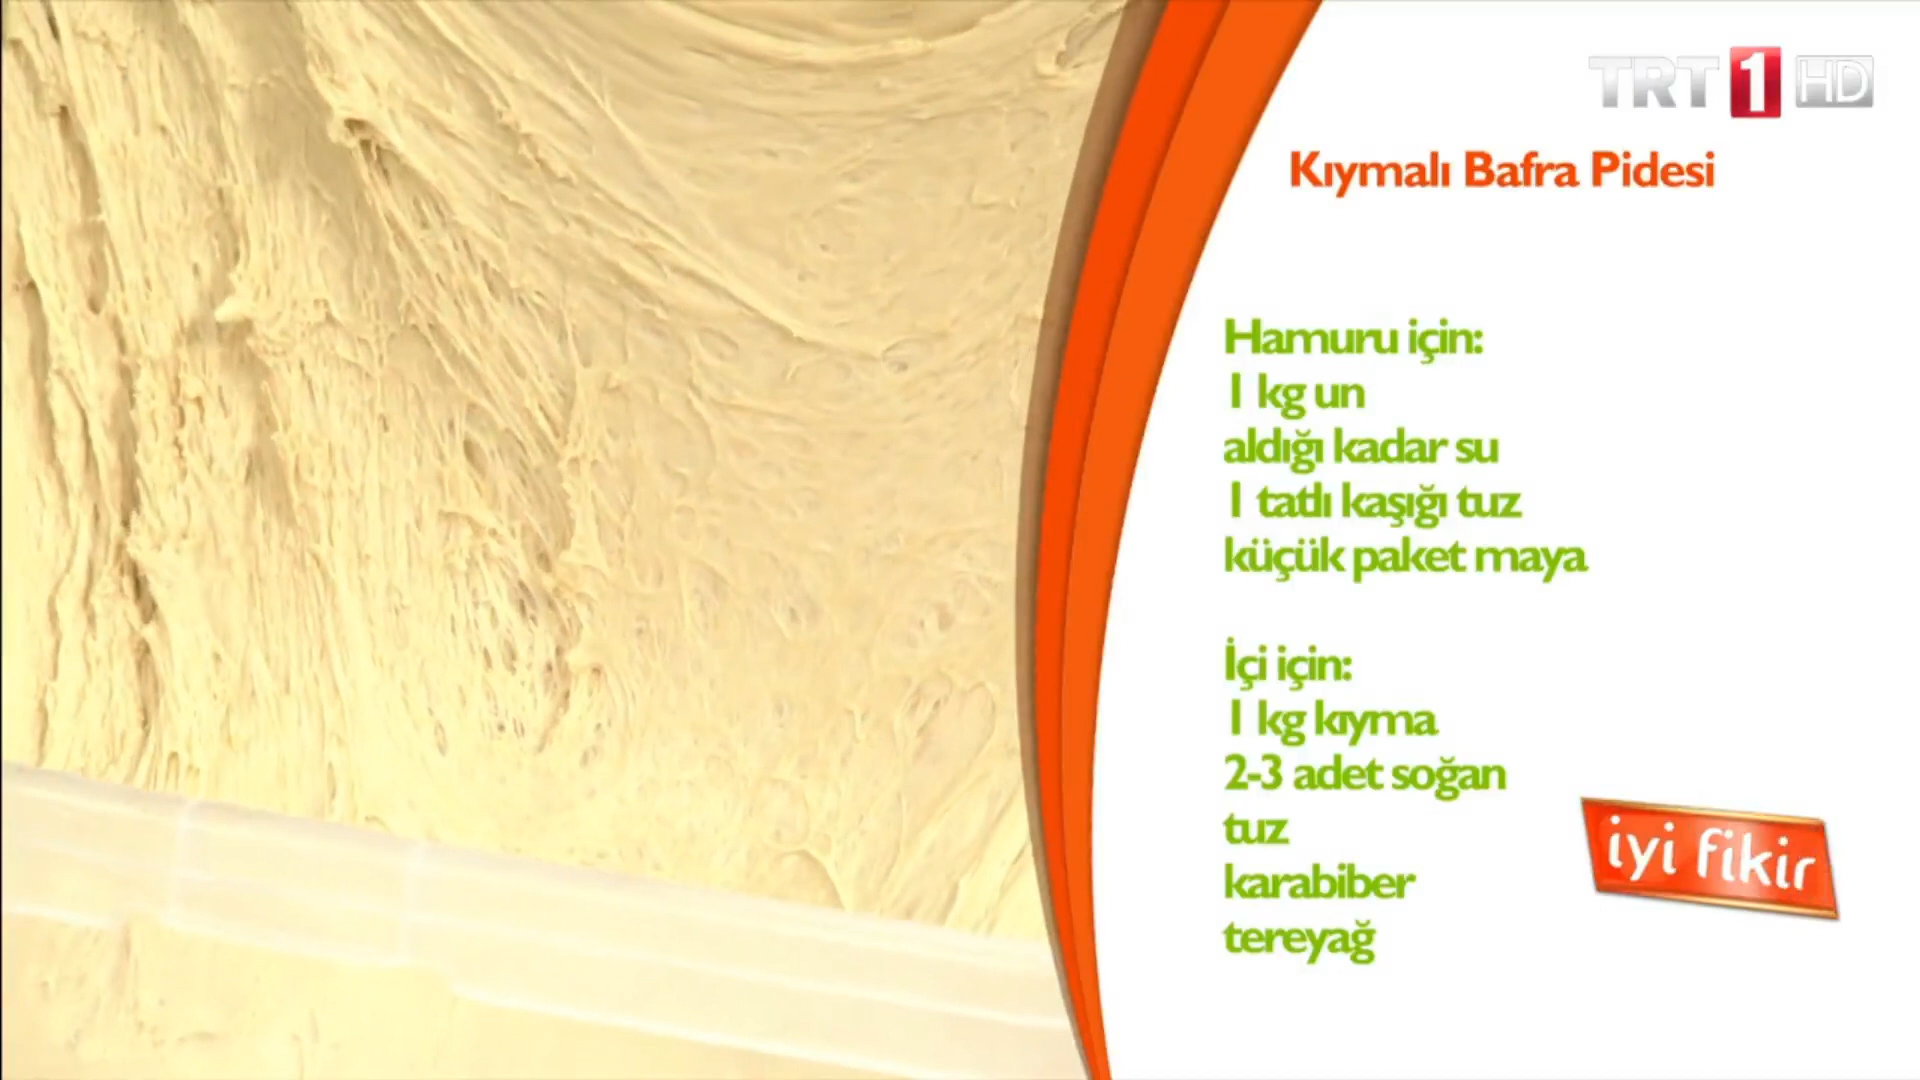 TRT 1 HD
Kıymalı Bafra Pidesi
Hamuru için:
1 kg un
aldığı kadar su
1 tatlı kaşığı tuz
küçük paket maya
İçi için:
1 kg kıyma
2-3 adet soğan
tuz
karabiber
tereyağ
iyi fikir